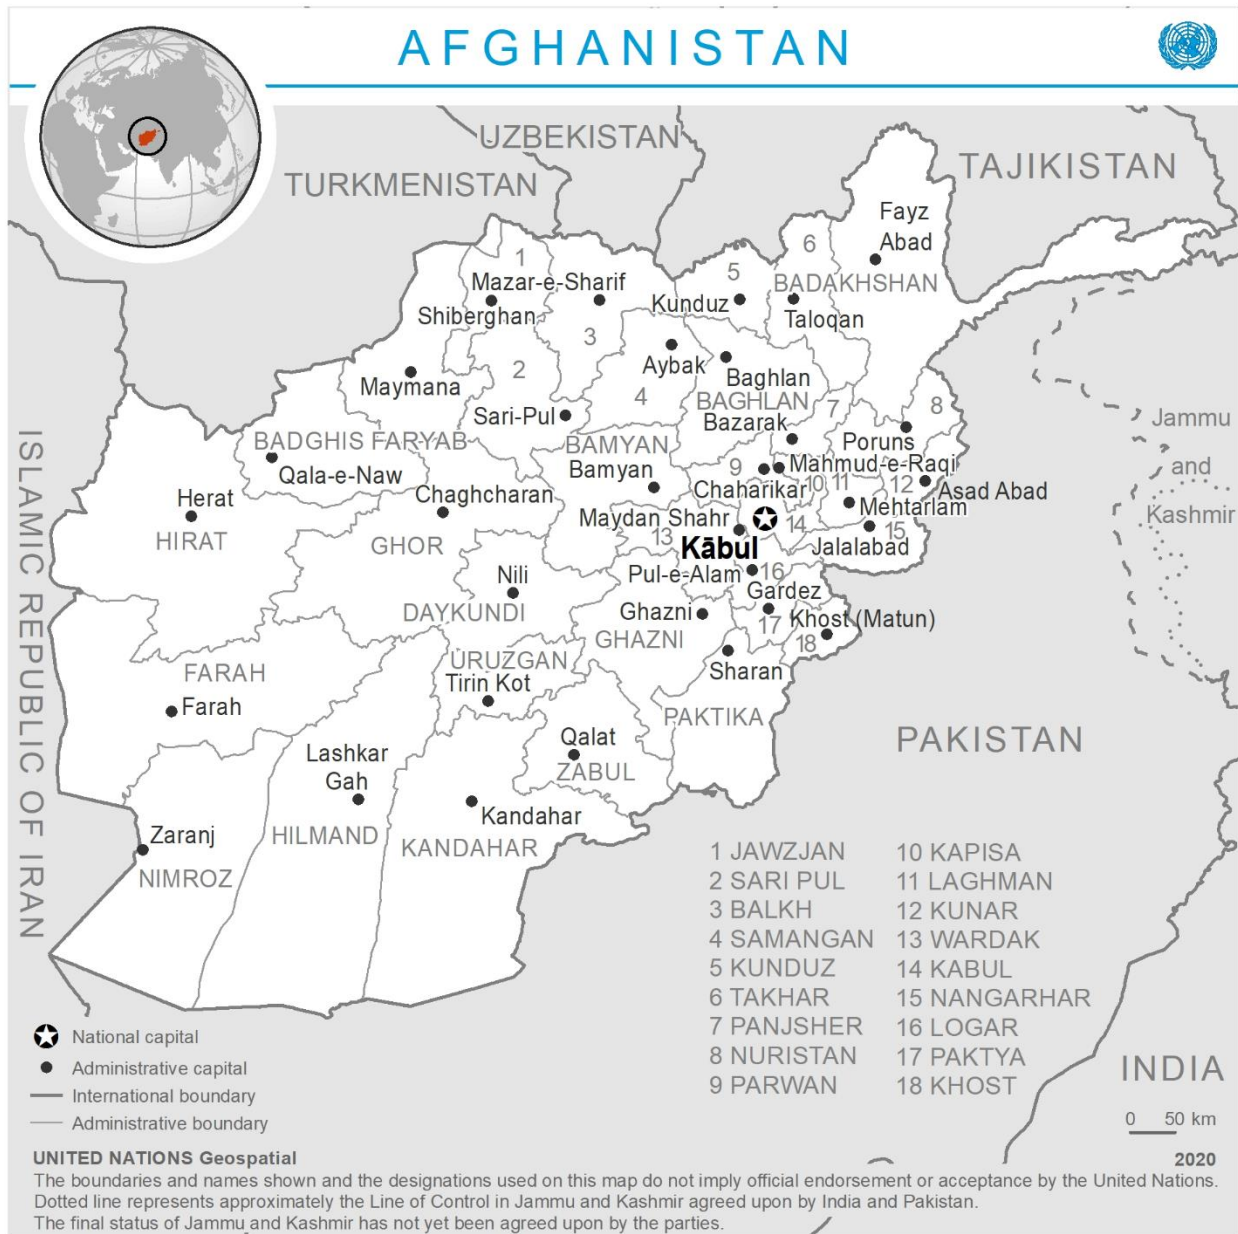 AFGHANISTAN
UZBEKISTAN
TAJIKISTAN
TURKMENISTAN
Fayz
Abad
1
6
5
Mazar-e-Sharif
BADAKHSHAN
Kunduz
Shiberghan
Taloqan
3
2
Aybak
Baghlan
Maymana
4
BAGHLAN
7
8
Sari-Pul
Bazarak
Jammu
BADGHIS
FARYAB
BAMYAN
Poruns
Qala-e-Naw
Bamyan
9
Mahmud-e-Raqi
and
Herat
Chaghcharan
Chaharikar
10
11
12
Asad Abad
Mehtarlam
Kashmir
HIRAT
GHOR
Maydan Shahr
13
14
15
Kābul
Jalalabad
Nili
Pul-e-Alam
16
DAYKUNDI
Gardez
Ghazni
GHAZNI
17
Khost (Matun)
18
FARAH
URUZGAN
Sharan
Tirin Kot
Farah
PAKTIKA
Qalat
PAKISTAN
Lashkar
Gah
ZABUL
Kandahar
Zaranj
HILMAND
KANDAHAR
NIMROZ
ISLAMIC REPUBLIC OF IRAN
1 JAWZJAN
2 SARI PUL
3 BALKH
4 SAMANGAN
5 KUNDUZ
6 TAKHAR
7 PANJSHER
8 NURISTAN
9 PARWAN
10 KAPISA
11 LAGHMAN
12 KUNAR
13 WARDAK
14 KABUL
15 NANGARHAR
16 LOGAR
17 PAKTYA
18 KHOST
INDIA
National capital
Administrative capital
International boundary
Administrative boundary
0 50 km
UNITED NATIONS Geospatial
2020
The boundaries and names shown and the designations used on this map do not imply official endorsement or acceptance by the United Nations.
Dotted line represents approximately the Line of Control in Jammu and Kashmir agreed upon by India and Pakistan.
The final status of Jammu and Kashmir has not yet been agreed upon by the parties.